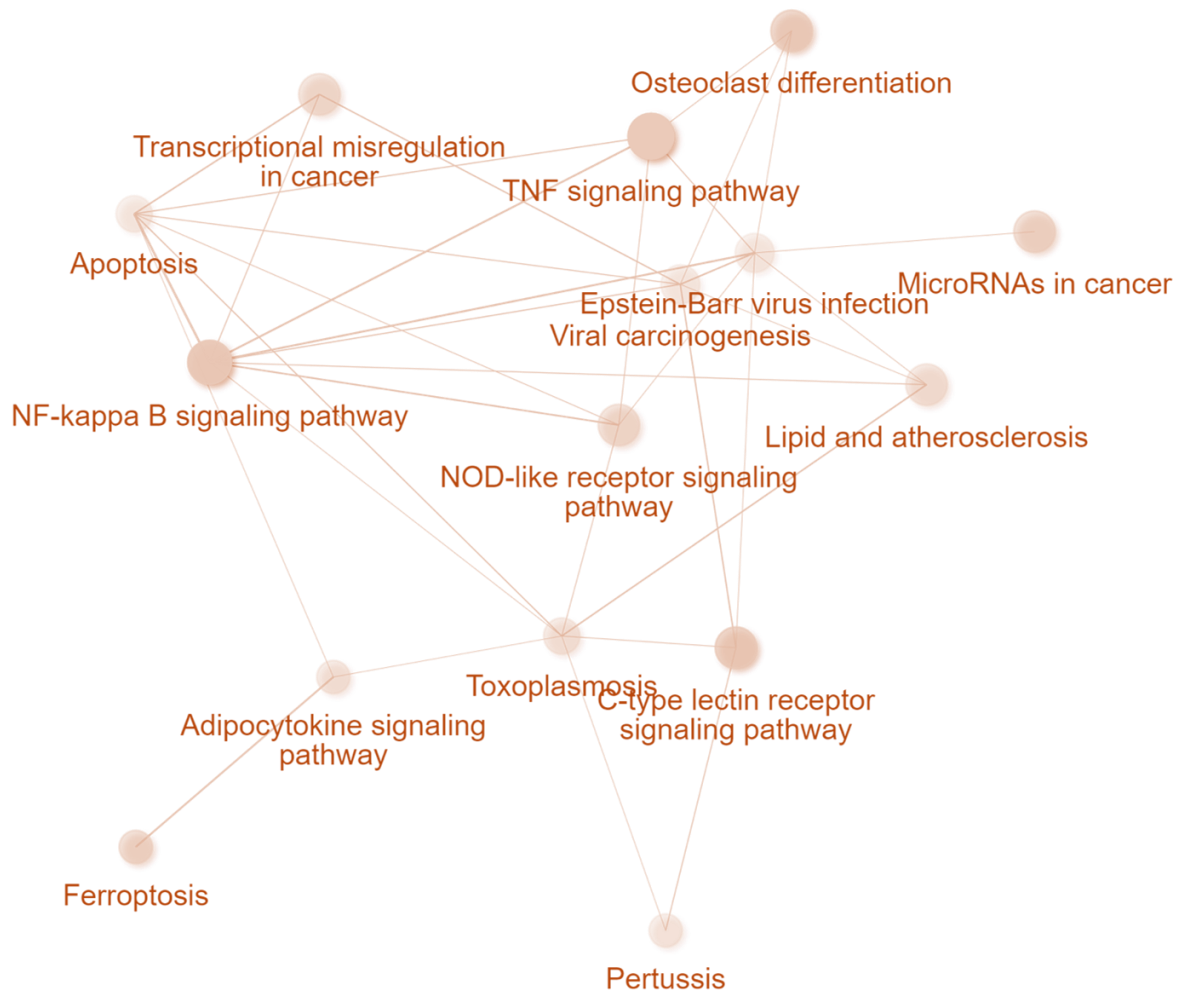 Osteoclast differentiation
Transcriptional misregulation
in cancer
TNF signaling pathway
Apoptosis
MicroRNAs in cancer
Epstein-Barr virus infection
Viral carcinogenesis
NF-kappa B signaling pathway
Lipid and atherosclerosis
NOD-like receptor signaling
pathway
Toxoplasmosis
C-type lectin receptor
signaling pathway
Adipocytokine signaling
pathway
Ferroptosis
Pertussis